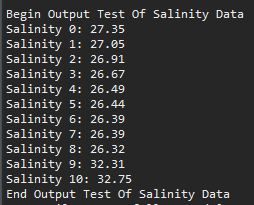 Begin Output Test Of Salinity Data
Salinity 0: 27.35
Salinity 1: 27.05
Salinity 2: 26.91
Salinity 3: 26.67
Salinity 4: 26.49
Salinity 5: 26.44
Salinity 6: 26.39
Salinity 7: 26.39
Salinity 8: 26.32
Salinity 9: 32.31
Salinity 10: 32.75
End Output Test Of Salinity Data